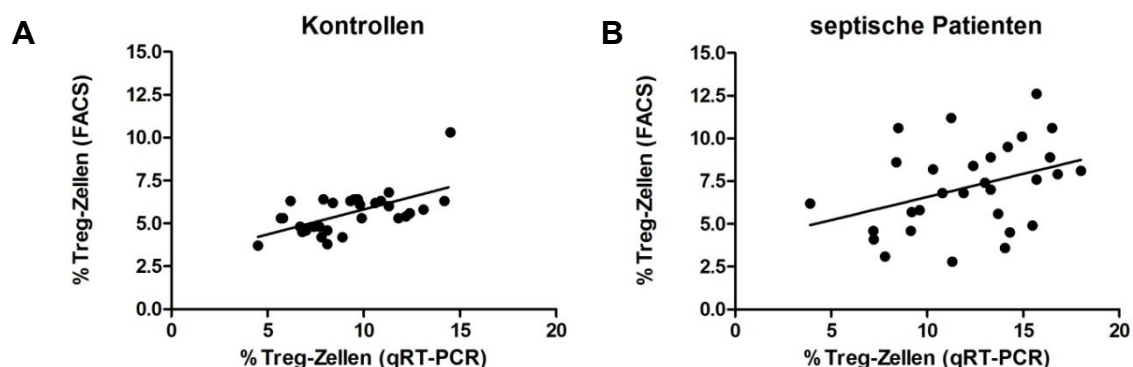 A
Kontrollen
% Treg-Zellen (FACS)
15.0
12.5
10.0
7.5
5.0
2.5
0.0
0 5 10 15 20
% Treg-Zellen (qRT-PCR)
B
septische Patienten
% Treg-Zellen (FACS)
15.0
12.5
10.0
7.5
5.0
2.5
0.0
0 5 10 15 20
% Treg-Zellen (qRT-PCR)